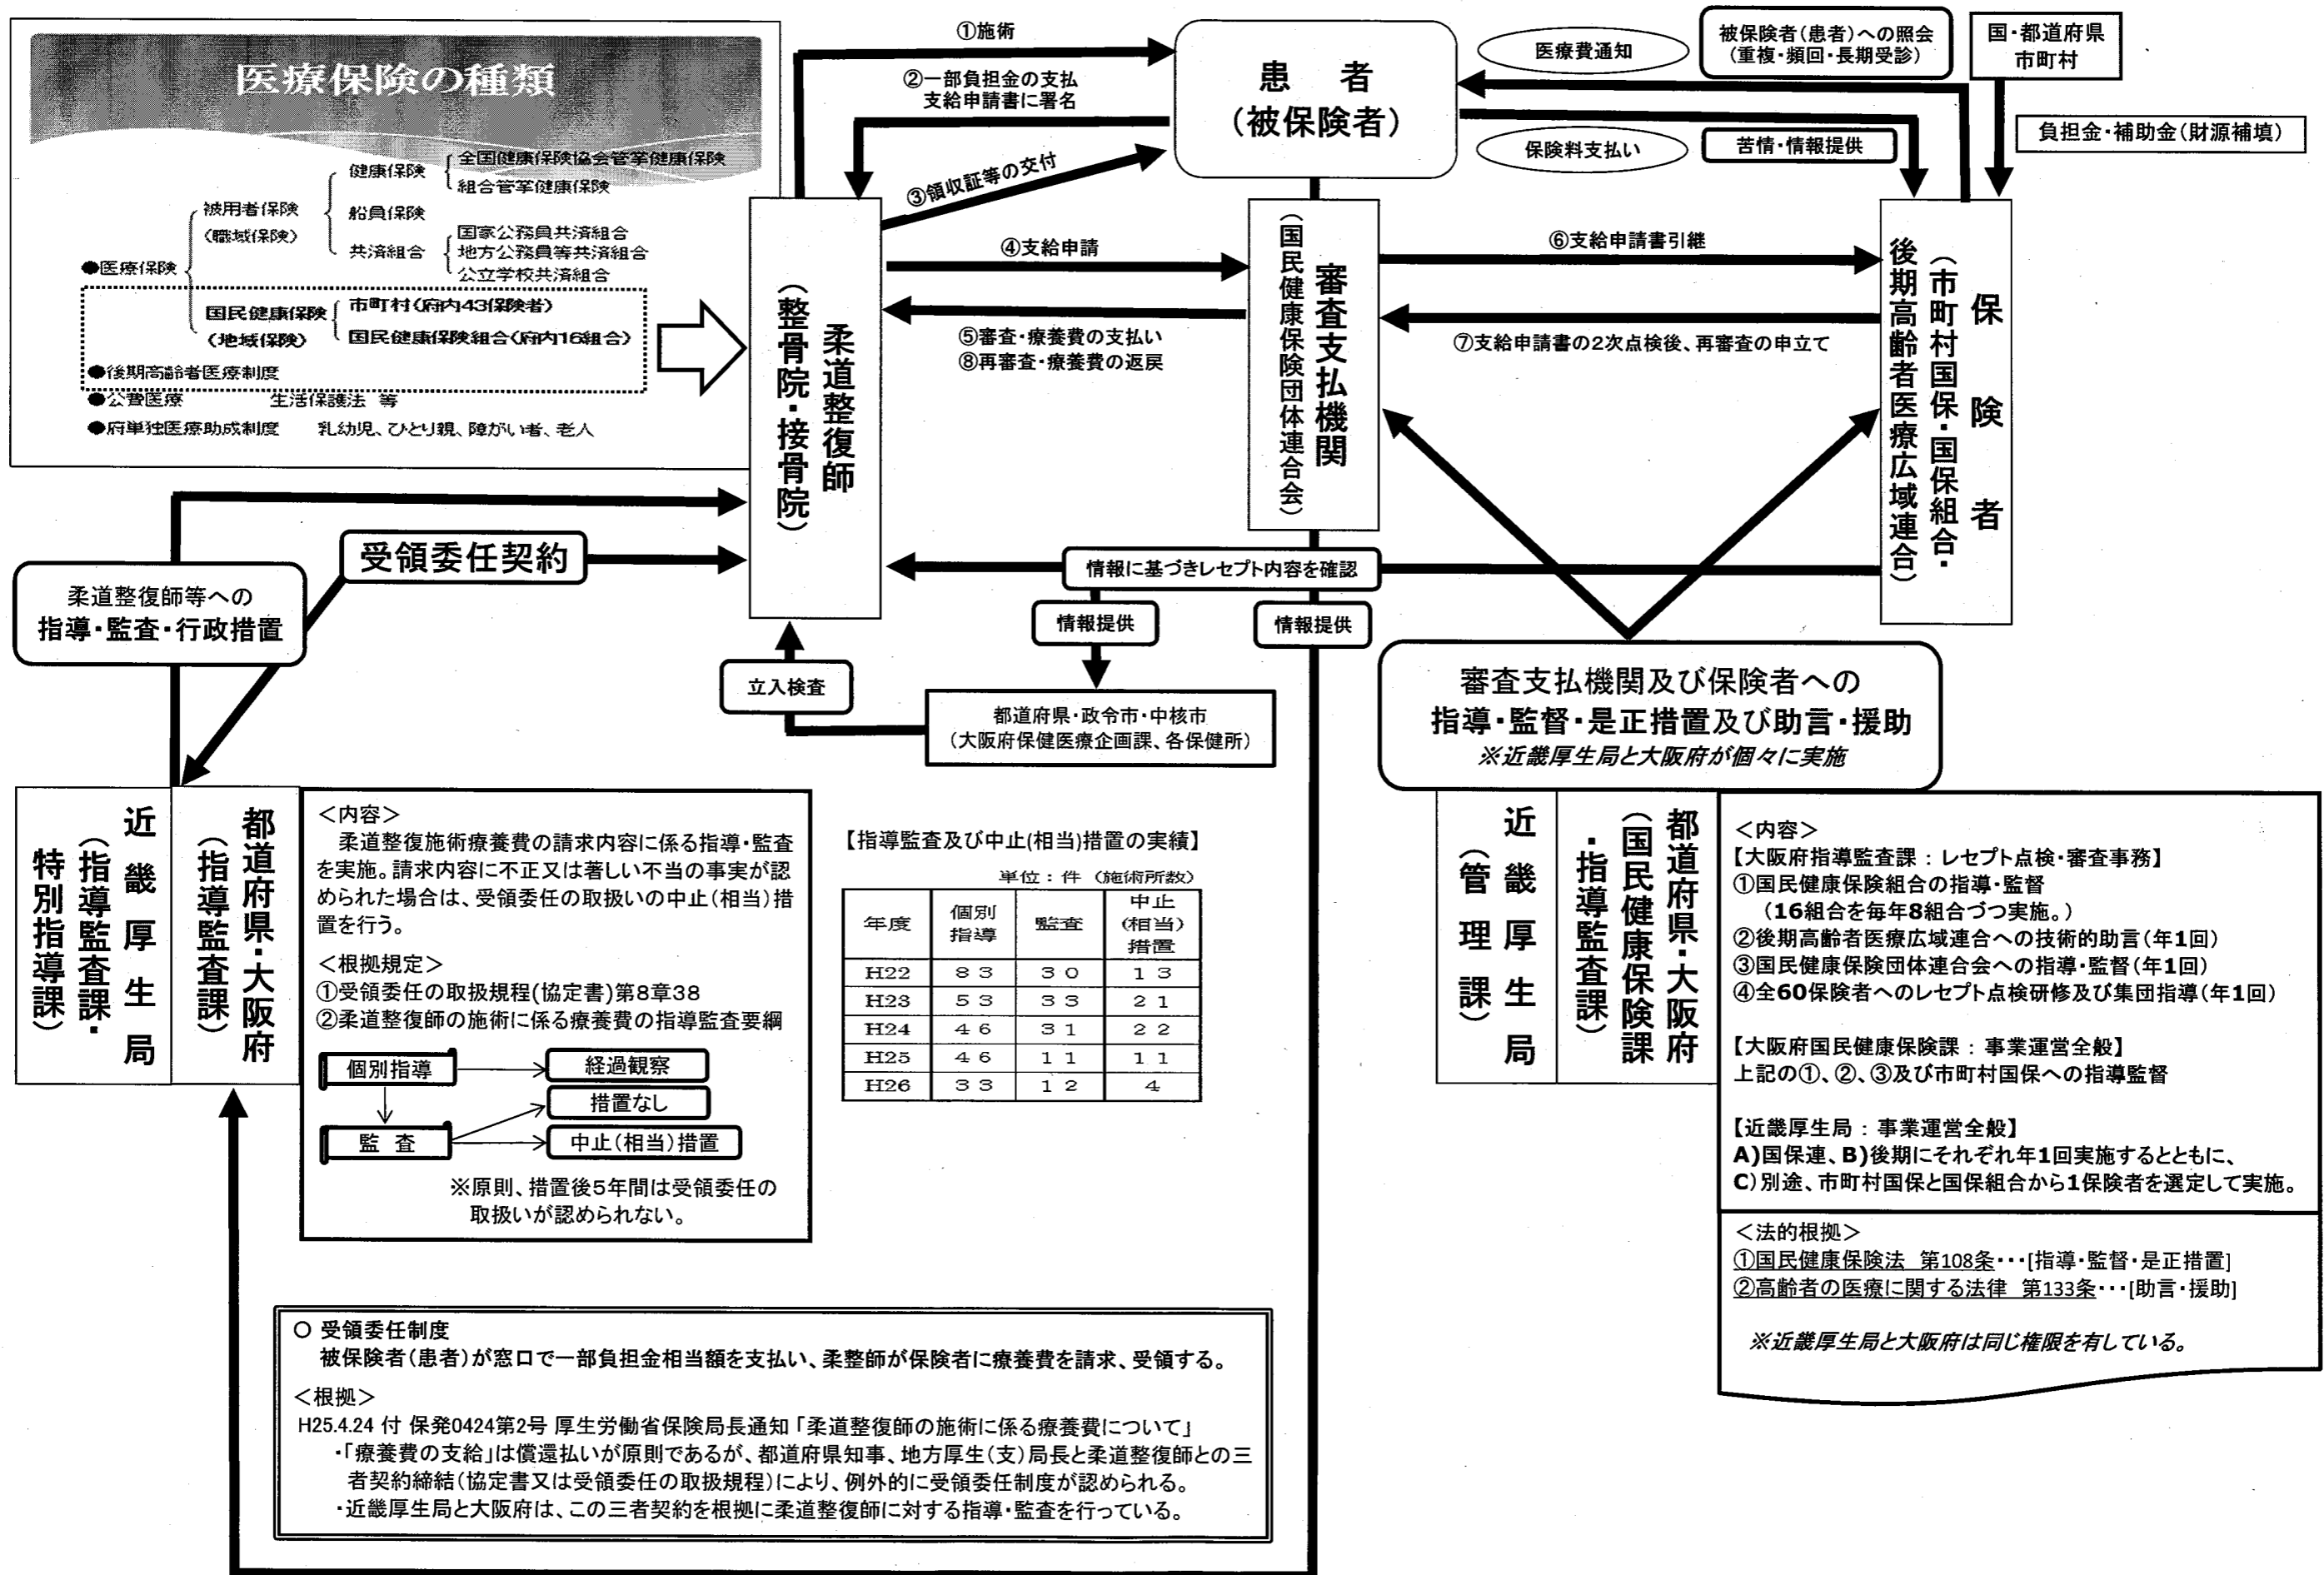 医療保険の種類
●医療保険
被用者保険
（職域保険）
健康保険
全国健康保険協会管掌健康保険
組合管掌健康保険
船員保険
共済組合
国家公務員共済組合
地方公務員等共済組合
公立学校共済組合
国民健康保険
（地域保険）
市町村（府内43保険者）
国民健康保険組合（府内16組合）
●後期高齢者医療制度
●公費医療　生活保護法 等
●府単独医療助成制度　乳幼児、ひとり親、障がい者、老人
①施術
②一部負担金の支払
支給申請書に署名
③領収証等の交付
患　者
（被保険者）
医療費通知
被保険者（患者）への照会
（重複・頻回・長期受診）
国・都道府県
市町村
保険料支払い
苦情・情報提供
負担金・補助金（財源補填）
柔道整復師
（整骨院・接骨院）
④支給申請
⑤審査・療養費の支払い
⑧再審査・療養費の返戻
審査支払機関
（国民健康保険団体連合会）
⑥支給申請書引継
⑦支給申請書の2次点検後、再審査の申立て
保険者
（市町村国保・国保組合・
後期高齢者医療広域連合）
受領委任契約
柔道整復師等への
指導・監査・行政措置
情報に基づきレセプト内容を確認
情報提供
情報提供
立入検査
都道府県・政令市・中核市
（大阪府保健医療企画課、各保健所）
審査支払機関及び保険者への
指導・監督・是正措置及び助言・援助
※近畿厚生局と大阪府が個々に実施
近畿厚生局
（指導監査課・
特別指導課）
都道府県・大阪府
（指導監査課）
＜内容＞
柔道整復施術療養費の請求内容に係る指導・監査
を実施。請求内容に不正又は著しい不当の事実が認
められた場合は、受領委任の取扱いの中止（相当）措
置を行う。
＜根拠規定＞
①受領委任の取扱規程(協定書)第8章38
②柔道整復師の施術に係る療養費の指導監査要綱
個別指導
経過観察
措置なし
監 査
中止（相当）措置
※原則、措置後5年間は受領委任の
取扱いが認められない。
【指導監査及び中止(相当)措置の実績】
単位：件（施術所数）
年度　個別指導　監査　中止(相当)措置
H22　83　30　13
H23　53　33　21
H24　46　31　22
H25　46　11　11
H26　33　12　4
近畿厚生局
（管理課）
都道府県・大阪府
（国民健康保険課
・指導監査課）
＜内容＞
【大阪府指導監査課：レセプト点検・審査事務】
①国民健康保険組合の指導・監督
（16組合を毎年8組合づつ実施。）
②後期高齢者医療広域連合への技術的助言（年1回）
③国民健康保険団体連合会への指導・監督（年1回）
④全60保険者へのレセプト点検研修及び集団指導（年1回）
【大阪府国民健康保険課：事業運営全般】
上記の①、②、③及び市町村国保への指導監督
【近畿厚生局：事業運営全般】
A)国保連、B)後期にそれぞれ年1回実施するとともに、
C)別途、市町村国保と国保組合から1保険者を選定して実施。
＜法的根拠＞
①国民健康保険法　第108条・・・[指導・監督・是正措置]
②高齢者の医療に関する法律　第133条・・・[助言・援助]
※近畿厚生局と大阪府は同じ権限を有している。
○ 受領委任制度
被保険者（患者）が窓口で一部負担金相当額を支払い、柔整師が保険者に療養費を請求、受領する。
＜根拠＞
H25.4.24 付 保発0424第2号 厚生労働省保険局長通知「柔道整復師の施術に係る療養費について」
・「療養費の支給」は償還払いが原則であるが、都道府県知事、地方厚生（支）局長と柔道整復師との三
者契約締結（協定書又は受領委任の取扱規程）により、例外的に受領委任制度が認められる。
・近畿厚生局と大阪府は、この三者契約を根拠に柔道整復師に対する指導・監査を行っている。